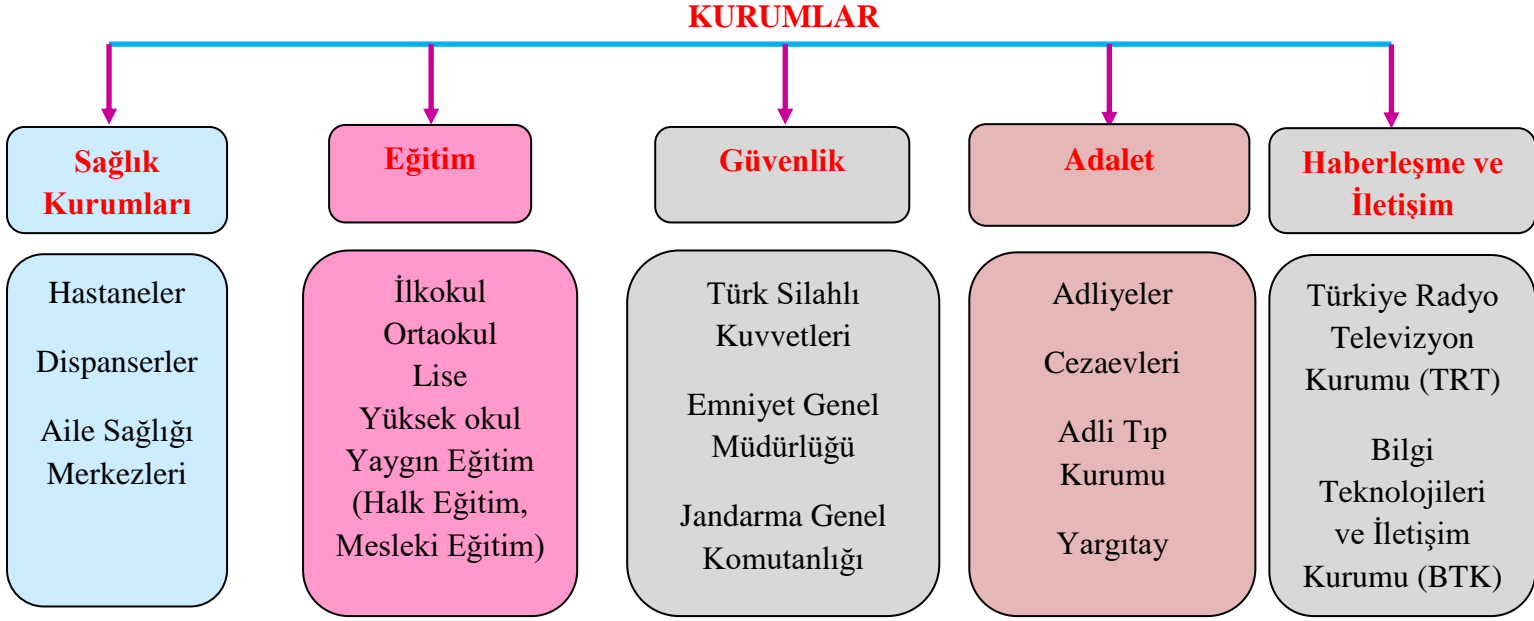 KURUMLAR
Sağlık
Kurumları
Eğitim
Güvenlik
Adalet
Haberleşme ve
İletişim
Hastaneler
Dispanserler
Aile Sağlığı
Merkezleri
İlkokul
Ortaokul
Lise
Yüksek okul
Yaygın Eğitim
(Halk Eğitim,
Mesleki Eğitim)
Türk Silahlı
Kuvvetleri
Emniyet Genel
Müdürlüğü
Jandarma Genel
Komutanlığı
Adliyeler
Cezaevleri
Adli Tıp
Kurumu
Yargıtay
Türkiye Radyo
Televizyon
Kurumu (TRT)
Bilgi
Teknolojileri
ve İletişim
Kurumu (BTK)